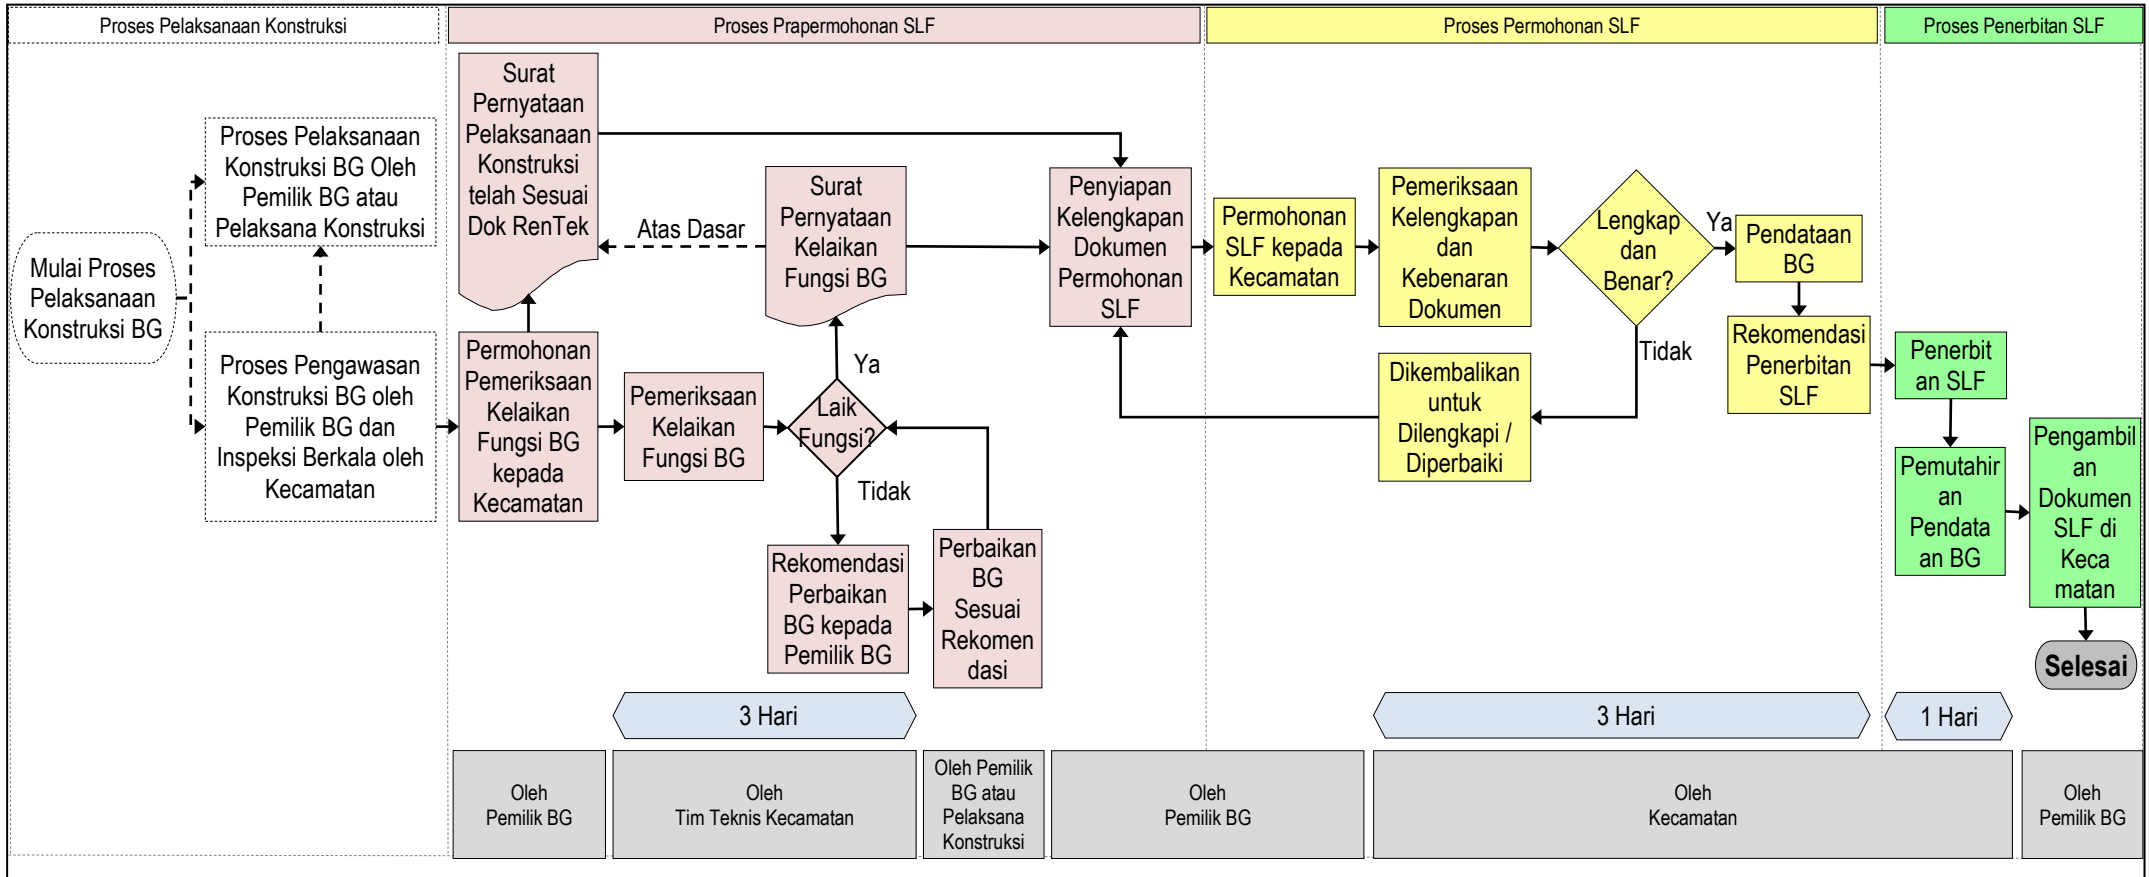 Proses Pelaksanaan Konstruksi
Proses Prapermohonan SLF
Proses Permohonan SLF
Proses Penerbitan SLF
Mulai Proses
Pelaksanaan
Konstruksi BG
Proses Pelaksanaan
Konstruksi BG Oleh
Pemilik BG atau
Pelaksana Konstruksi
Proses Pengawasan
Konstruksi BG oleh
Pemilik BG dan
Inspeksi Berkala oleh
Kecamatan
Surat
Pernyataan
Pelaksanaan
Konstruksi
telah Sesuai
Dok RenTek
Permohonan
Pemeriksaan
Kelaikan
Fungsi BG
kepada
Kecamatan
Pemeriksaan
Kelaikan
Fungsi BG
Atas Dasar
Surat
Pernyataan
Kelaikan
Fungsi BG
Ya
Laik
Fungsi?
Tidak
Rekomendasi
Perbaikan
BG kepada
Pemilik BG
Perbaikan
BG
Sesuai
Rekomen
dasi
Penyiapan
Kelengkapan
Dokumen
Permohonan
SLF
Permohonan
SLF kepada
Kecamatan
Pemeriksaan
Kelengkapan
dan
Kebenaran
Dokumen
Lengkap
dan
Benar?
Ya
Tidak
Dikembalikan
untuk
Dilengkapi /
Diperbaiki
Pendataan
BG
Rekomendasi
Penerbitan
SLF
Penerbit
an SLF
Pemutahir
an
Pendata
an BG
Pengambil
an
Dokumen
SLF di
Keca
matan
Selesai
3 Hari
3 Hari
1 Hari
Oleh
Pemilik BG
Oleh
Tim Teknis Kecamatan
Oleh Pemilik
BG atau
Pelaksana
Konstruksi
Oleh
Pemilik BG
Oleh
Kecamatan
Oleh
Pemilik BG